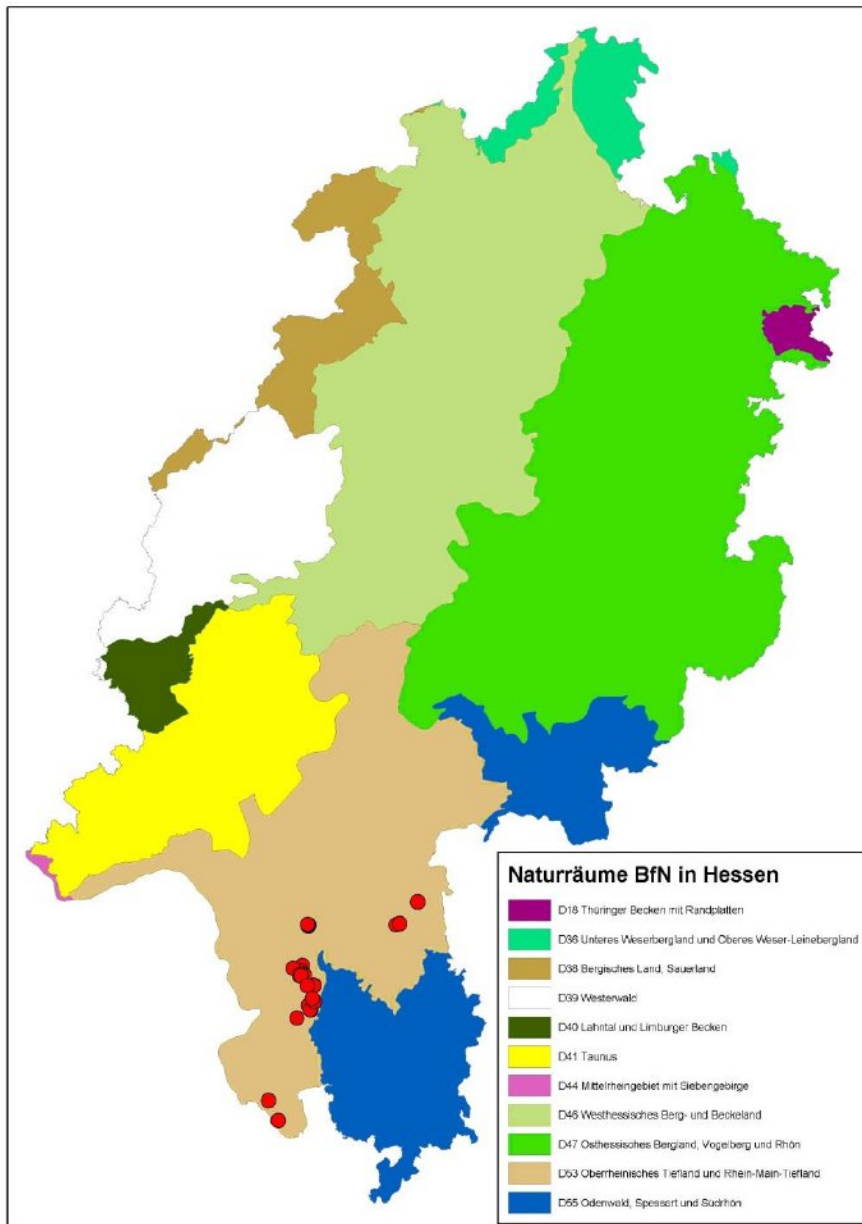 Naturräume BfN in Hessen
D18 Thüringer Becken mit Randplatten
D36 Unteres Weserbergland und Oberes Weser-Leinebergland
D38 Bergisches Land, Sauerland
D39 Westerwald
D40 Lahntal und Limburger Becken
D41 Taunus
D44 Mittelrheingebiet mit Siebengebirge
D46 Westhessisches Berg- und Beckeland
D47 Osthessisches Bergland, Vogelberg und Rhön
D53 Oberrheinisches Tiefland und Rhein-Main-Tiefland
D55 Odenwald, Spessart und Südrhön